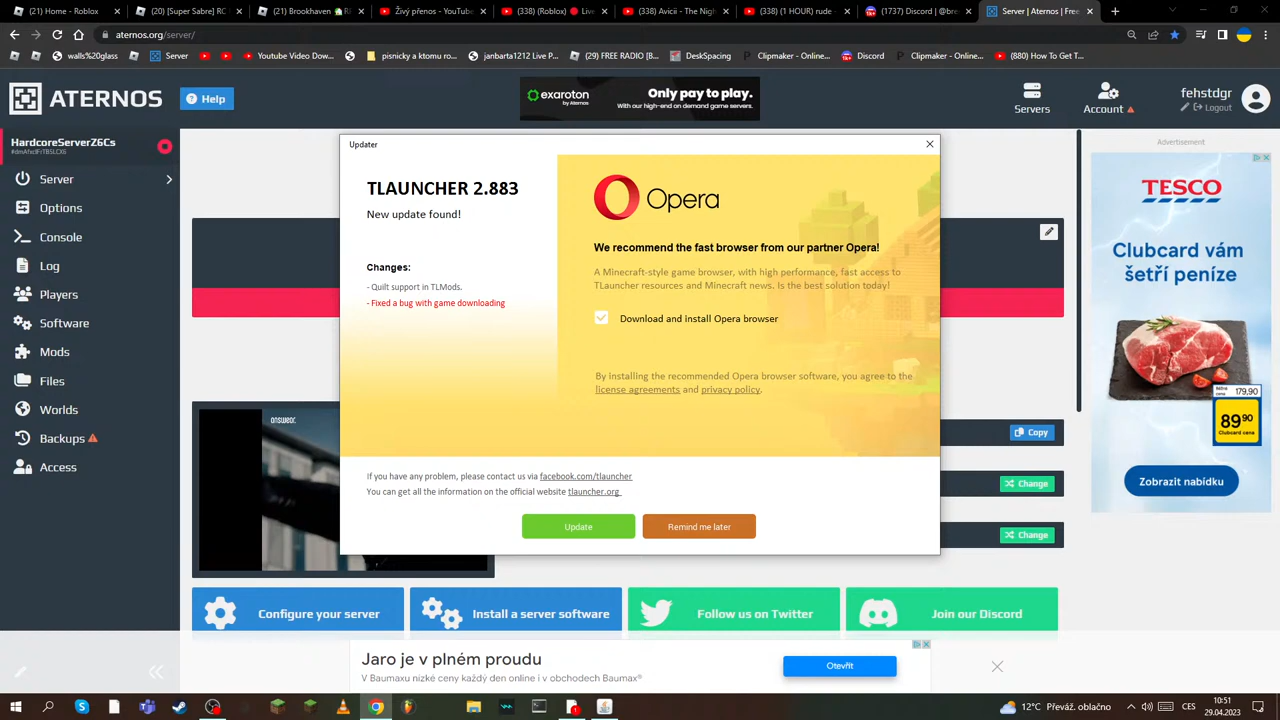 (21) Home - Roblox
[20] [Super Sabre] RC
(21) Brookhaven 🏠 R
Živý přenos - YouTube
(338) (Roblox) 🔴 Live
(338) Avicii - The Nigh
(338) (1 HOUR) rude -
(1737) Discord | @bre
Server | Aternos | Free
aternos.org/server/
walls%20glass
Server
Youtube Video Dow...
pisnicky a ktomu ro...
janbarta1212 Live P...
(29) FREE RADIO [B...
DeskSpacing
Clipmaker - Online...
Discord
Clipmaker - Online...
(880) How To Get T...
ATERNOS
Help
exaroton
by Aternos
Only pay to play.
With our high-end on demand game servers.
Servers
Account
fehstdgr
Logout
HardcoreServerZ6Cs
Server
Options
Console
Log
Players
Software
Mods
Files
Worlds
Backups
Access
Updater
TLAUNCHER 2.883
New update found!
Changes:
- Quilt support in TLMods.
- Fixed a bug with game downloading
Opera
We recommend the fast browser from our partner Opera!
A Minecraft-style game browser, with high performance, fast access to
TLauncher resources and Minecraft news. Is the best solution today!
Download and install Opera browser
By installing the recommended Opera browser software, you agree to the
license agreements and privacy policy.
If you have any problem, please contact us via facebook.com/tlauncher
You can get all the information on the official website tlauncher.org
Update
Remind me later
answear.
Copy
Change
Change
Advertisement
TESCO
Clubcard vám
šetří peníze
179,90
89 90
Clubcard cena
Zobrazit nabídku
Configure your server
Install a server software
Follow us on Twitter
Join our Discord
Jaro je v plném proudu
V Baumaxu nízké ceny každý den online i v obchodech Baumax®
Otevřít
12°C Převáž. oblačno
CES
10:51
29.04.2023